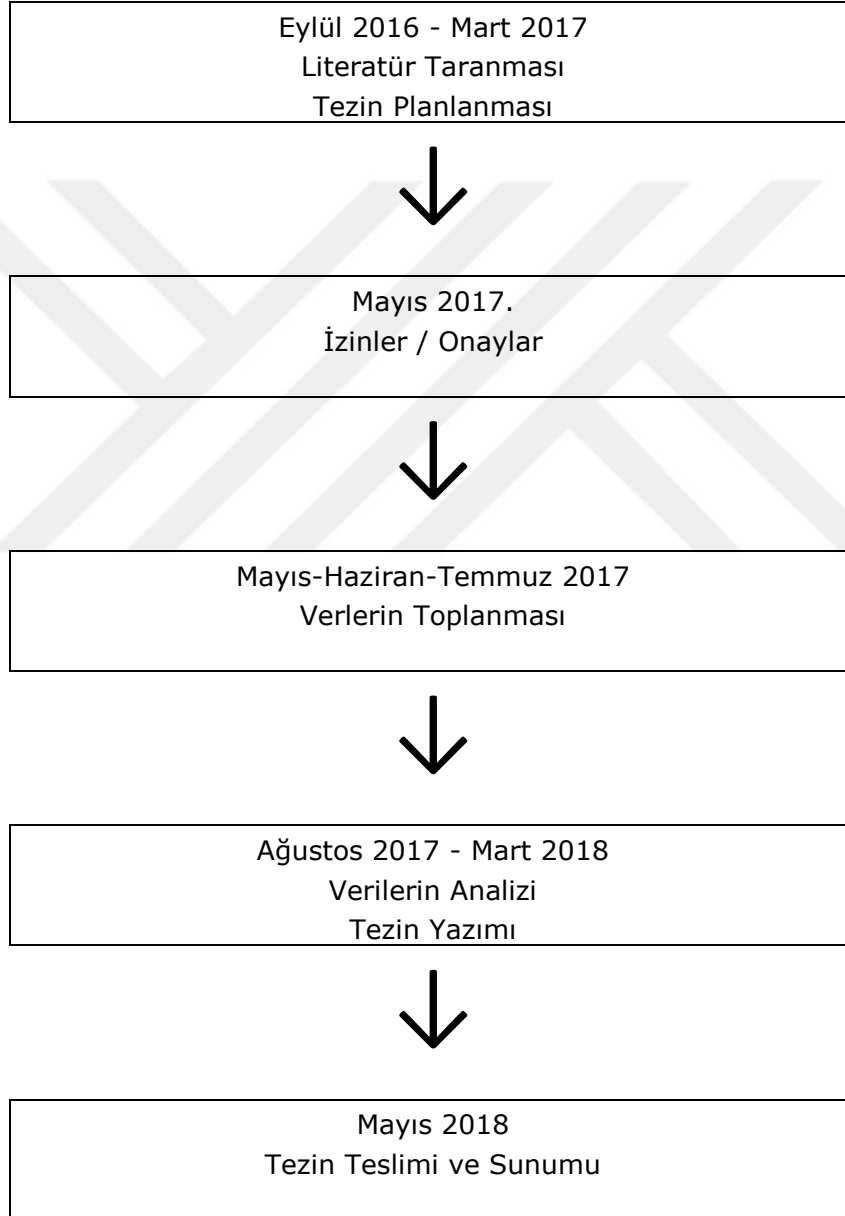 Eylül 2016 - Mart 2017
Literatür Taranması
Tezin Planlanması
Mayıs 2017.
İzinler / Onaylar
Mayıs-Haziran-Temmuz 2017
Verlerin Toplanması
Ağustos 2017 - Mart 2018
Verilerin Analizi
Tezin Yazımı
Mayıs 2018
Tezin Teslimi ve Sunumu